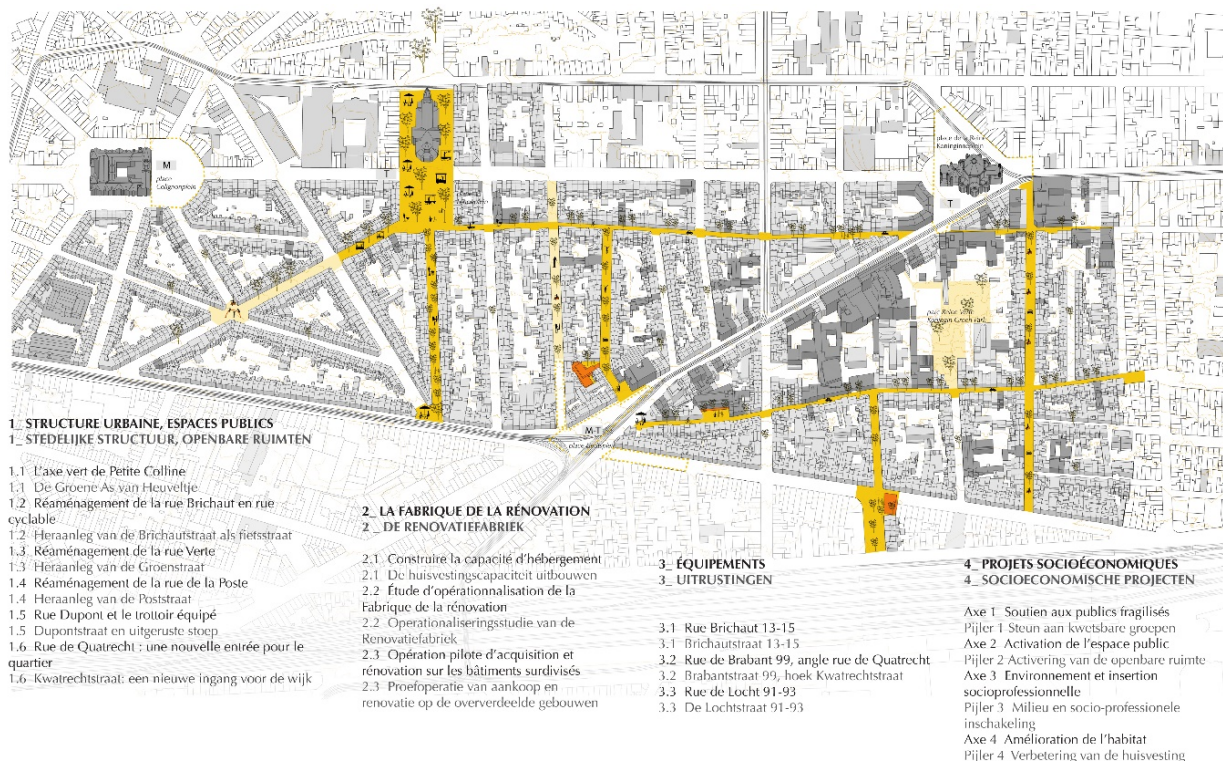 M
place
Colignonplein
T
place de la Reine
Koninginneplein
T
M-T
1_ STRUCTURE URBAINE, ESPACES PUBLICS
1_ STEDELIJKE STRUCTUUR, OPENBARE RUIMTEN
1.1 L'axe vert de Petite Colline
1.1 De Groene As van Heuveltje
1.2 Réaménagement de la rue Brichaut en rue
cyclable
1.2 Heraanleg van de Brichautstraat als fietsstraat
1.3 Réaménagement de la rue Verte
1.3 Heraanleg van de Groenstraat
1.4 Réaménagement de la rue de la Poste
1.4 Heraanleg van de Poststraat
1.5 Rue Dupont et le trottoir équipé
1.5 Dupontstraat en uitgeruste stoep
1.6 Rue de Quatrecht : une nouvelle entrée pour le
quartier
1.6 Kwatrechtstraat: een nieuwe ingang voor de wijk
2_ LA FABRIQUE DE LA RÉNOVATION
2_ DE RENOVATIEFABRIEK
2.1 Construire la capacité d'hébergement
2.1 De huisvestingscapaciteit uitbouwen
2.2 Étude d'opérationnalisation de la
Fabrique de la rénovation
2.2 Operationaliseringsstudie van de
Renovatiefabriek
2.3 Opération pilote d'acquisition et
rénovation sur les bâtiments surdivisés
2.3 Proefoperatie van aankoop en
renovatie op de oververdeelde gebouwen
3_ ÉQUIPEMENTS
3_ UITRUSTINGEN
3.1 Rue Brichaut 13-15
3.1 Brichautstraat 13-15
3.2 Rue de Brabant 99, angle rue de Quatrecht
3.2 Brabantstraat 99, hoek Kwatrechtstraat
3.3 Rue de Locht 91-93
3.3 De Lochtstraat 91-93
4_ PROJETS SOCIOÉCONOMIQUES
4_ SOCIOECONOMISCHE PROJECTEN
Axe 1 Soutien aux publics fragilisés
Pijler 1 Steun aan kwetsbare groepen
Axe 2 Activation de l'espace public
Pijler 2 Activering van de openbare ruimte
Axe 3 Environnement et insertion
socioprofessionnelle
Pijler 3 Milieu en socio-professionele
inschakeling
Axe 4 Amélioration de l'habitat
Pijler 4 Verbetering van de huisvesting